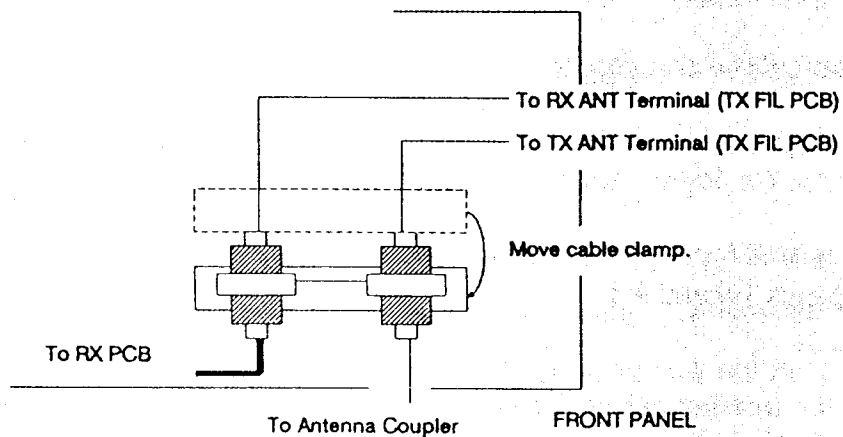 To RX ANT Terminal (TX FIL PCB)
To TX ANT Terminal (TX FIL PCB)
Move cable clamp.
To RX PCB
To Antenna Coupler
FRONT PANEL